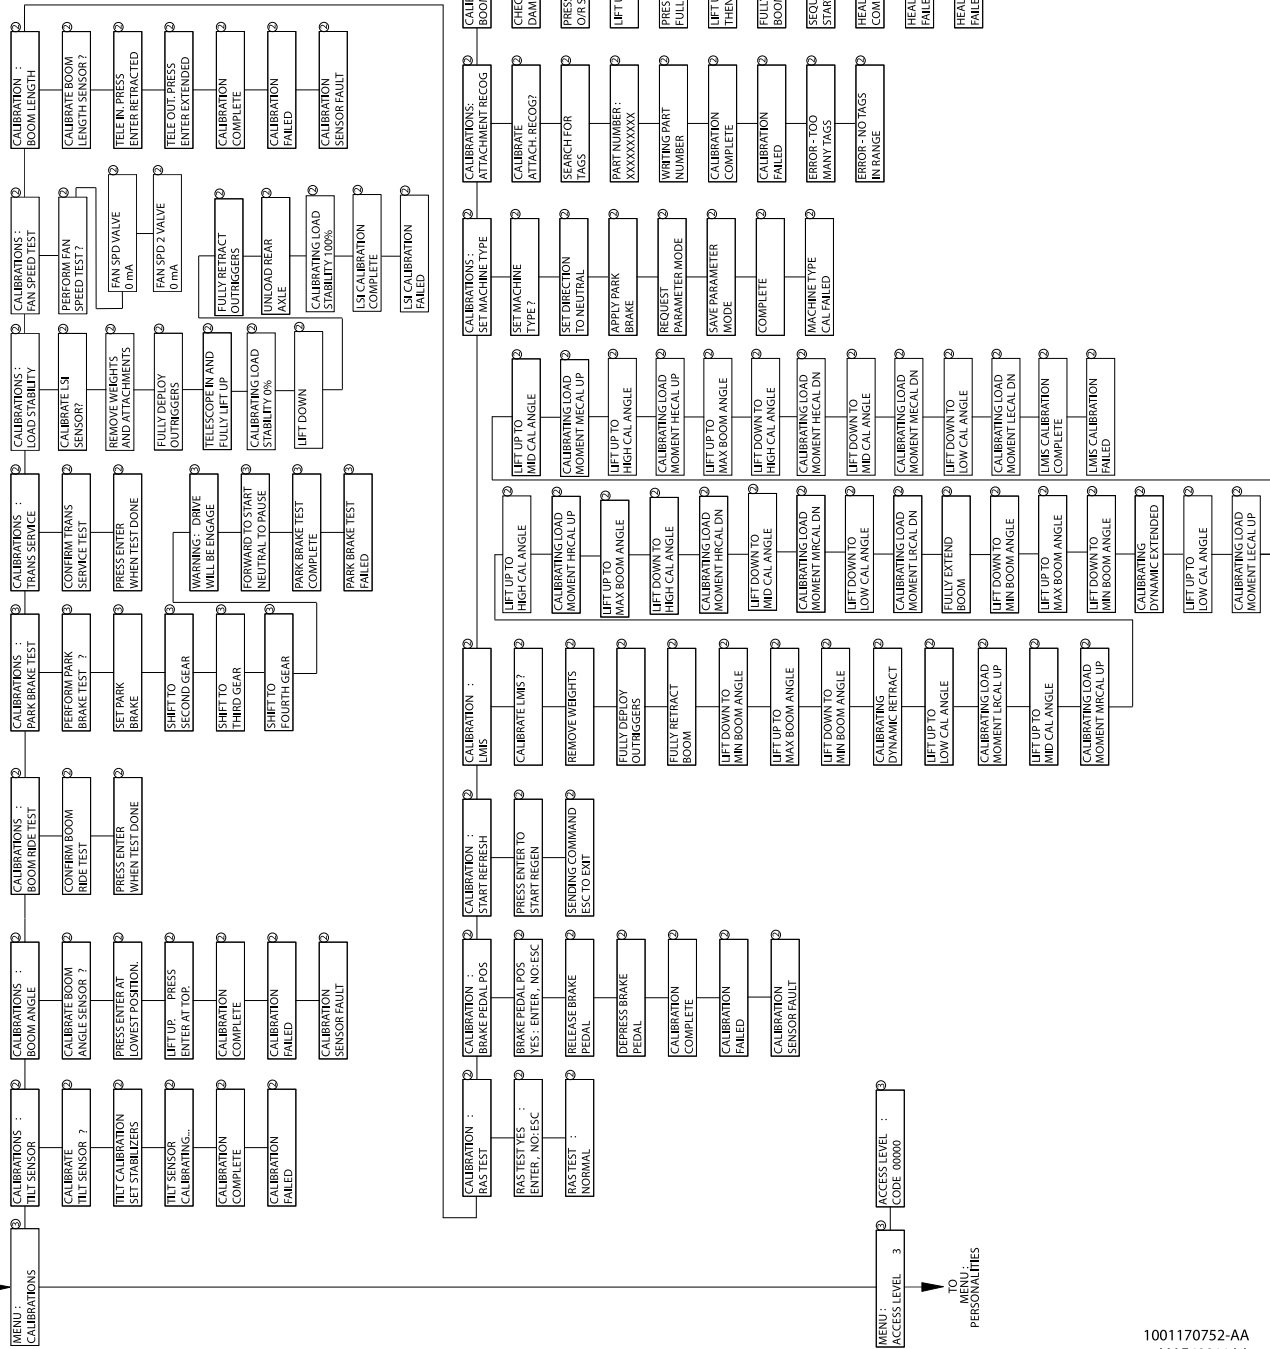 MENU :
CALIBRATIONS
CALIBRATIONS :
TILT SENSOR
CALIBRATE
TILT SENSOR ?
TILT CALIBRATION
SET STABILIZERS
TILT SENSOR
CALIBRATING...
CALIBRATION
COMPLETE
CALIBRATION
FAILED
CALIBRATIONS :
BOOM ANGLE
CALIBRATE BOOM
ANGLE SENSOR ?
PRESS ENTER AT
LOWEST POSITION.
LIFT UP. PRESS
ENTER AT TOP.
CALIBRATION
COMPLETE
CALIBRATION
FAILED
CALIBRATION
SENSOR FAULT
CALIBRATIONS :
BOOM RIDE TEST
CONFIRM BOOM
RIDE TEST
PRESS ENTER
WHEN TEST DONE
CALIBRATIONS :
PARK BRAKE TEST
PERFORM PARK
BRAKE TEST ?
SET PARK
BRAKE
SHIFT TO
SECOND GEAR
SHIFT TO
THIRD GEAR
SHIFT TO
FOURTH GEAR
WARNING : DRIVE
WILL BE ENGAGE
FORWARD TO START
NEUTRAL TO PAUSE
PARK BRAKE TEST
COMPLETE
PARK BRAKE TEST
FAILED
CALIBRATIONS :
TRANS SERVICE
CONFIRM TRANS
SERVICE TEST
PRESS ENTER
WHEN TEST DONE
CALIBRATIONS :
LOAD STABILITY
CALIBRATE LSI
SENSOR?
REMOVE WEIGHTS
AND ATTACHMENTS
FULLY DEPLOY
OUTRIGGERS
TELESCOPE IN AND
FULLY LIFT UP
CALIBRATING LOAD
STABILITY 0%
LIFT DOWN
FULLY RETRACT
OUTRIGGERS
UNLOAD REAR
AXLE
CALIBRATING LOAD
STABILITY 100%
LSI CALIBRATION
COMPLETE
LSI CALIBRATION
FAILED
CALIBRATIONS :
FAN SPEED TEST
PERFORM FAN
SPEED TEST ?
FAN SPD VALVE
0 mA
FAN SPD 2 VALVE
0 mA
CALIBRATION :
BOOM LENGTH
CALIBRATE BOOM
LENGTH SENSOR ?
TELE IN. PRESS
ENTER RETRACTED
TELE OUT. PRESS
ENTER EXTENDED
CALIBRATION
COMPLETE
CALIBRATION
FAILED
CALIBRATION
SENSOR FAULT
CALIBRATION :
RAS TEST
RAS TEST YES :
ENTER , NO: ESC
RAS TEST :
NORMAL
CALIBRATION :
BRAKE PEDAL POS
BRAKE PEDAL POS
YES : ENTER , NO: ESC
RELEASE BRAKE
PEDAL
DEPRESS BRAKE
PEDAL
CALIBRATION
COMPLETE
CALIBRATION
FAILED
CALIBRATION
SENSOR FAULT
CALIBRATION :
START REFRESH
PRESS ENTER TO
START REGEN
SENDING COMMAND
ESC TO EXIT
CALIBRATION :
LMIS
CALIBRATE LMIS ?
REMOVE WEIGHTS
FULLY DEPLOY
OUTRIGGERS
FULLY RETRACT
BOOM
LIFT DOWN TO
MIN BOOM ANGLE
LIFT UP TO
MAX BOOM ANGLE
LIFT DOWN TO
MIN BOOM ANGLE
CALIBRATING
DYNAMIC RETRACT
LIFT UP TO
LOW CAL ANGLE
CALIBRATING LOAD
MOMENT LRCAL UP
LIFT UP TO
MID CAL ANGLE
CALIBRATING LOAD
MOMENT MRCAL UP
LIFT UP TO
HIGH CAL ANGLE
CALIBRATING LOAD
MOMENT HRCAL UP
LIFT UP TO
MAX BOOM ANGLE
LIFT DOWN TO
HIGH CAL ANGLE
CALIBRATING LOAD
MOMENT HRCAL DN
LIFT DOWN TO
MID CAL ANGLE
CALIBRATING LOAD
MOMENT MRCAL DN
LIFT DOWN TO
LOW CAL ANGLE
CALIBRATING LOAD
MOMENT LRCAL DN
FULLY EXTEND
BOOM
LIFT DOWN TO
MIN BOOM ANGLE
LIFT UP TO
MAX BOOM ANGLE
LIFT DOWN TO
MIN BOOM ANGLE
CALIBRATING
DYNAMIC EXTENDED
LIFT UP TO
LOW CAL ANGLE
CALIBRATING LOAD
MOMENT LECAL UP
LIFT UP TO
MID CAL ANGLE
CALIBRATING LOAD
MOMENT MECAL UP
LIFT UP TO
HIGH CAL ANGLE
CALIBRATING LOAD
MOMENT HECAL UP
LIFT UP TO
MAX BOOM ANGLE
LIFT DOWN TO
HIGH CAL ANGLE
CALIBRATING LOAD
MOMENT HECAL DN
LIFT DOWN TO
MID CAL ANGLE
CALIBRATING LOAD
MOMENT MECAL DN
LIFT DOWN TO
LOW CAL ANGLE
CALIBRATING LOAD
MOMENT LECAL DN
LMIS CALIBRATION
COMPLETE
LMIS CALIBRATION
FAILED
CALIBRATIONS :
SET MACHINE TYPE
SET MACHINE
TYPE ?
SET DIRECTION
TO NEUTRAL
APPLY PARK
BRAKE
REQUEST
PARAMETER MODE
SAVE PARAMETER
MODE
COMPLETE
MACHINE TYPE
CAL FAILED
CALIBRATIONS:
ATTACHMENT RECOG
CALIBRATE
ATTACH. RECOG?
SEARCH FOR
TAGS
PART NUMBER :
XXXXXXXXXX
WRITING PART
NUMBER
CALIBRATION
COMPLETE
CALIBRATION
FAILED
ERROR - TOO
MANY TAGS
ERROR - NO TAGS
IN RANGE
MENU :
ACCESS LEVEL 3
ACCESS LEVEL :
CODE 00000
TO
MENU :
PERSONALITIES
1001170752-AA